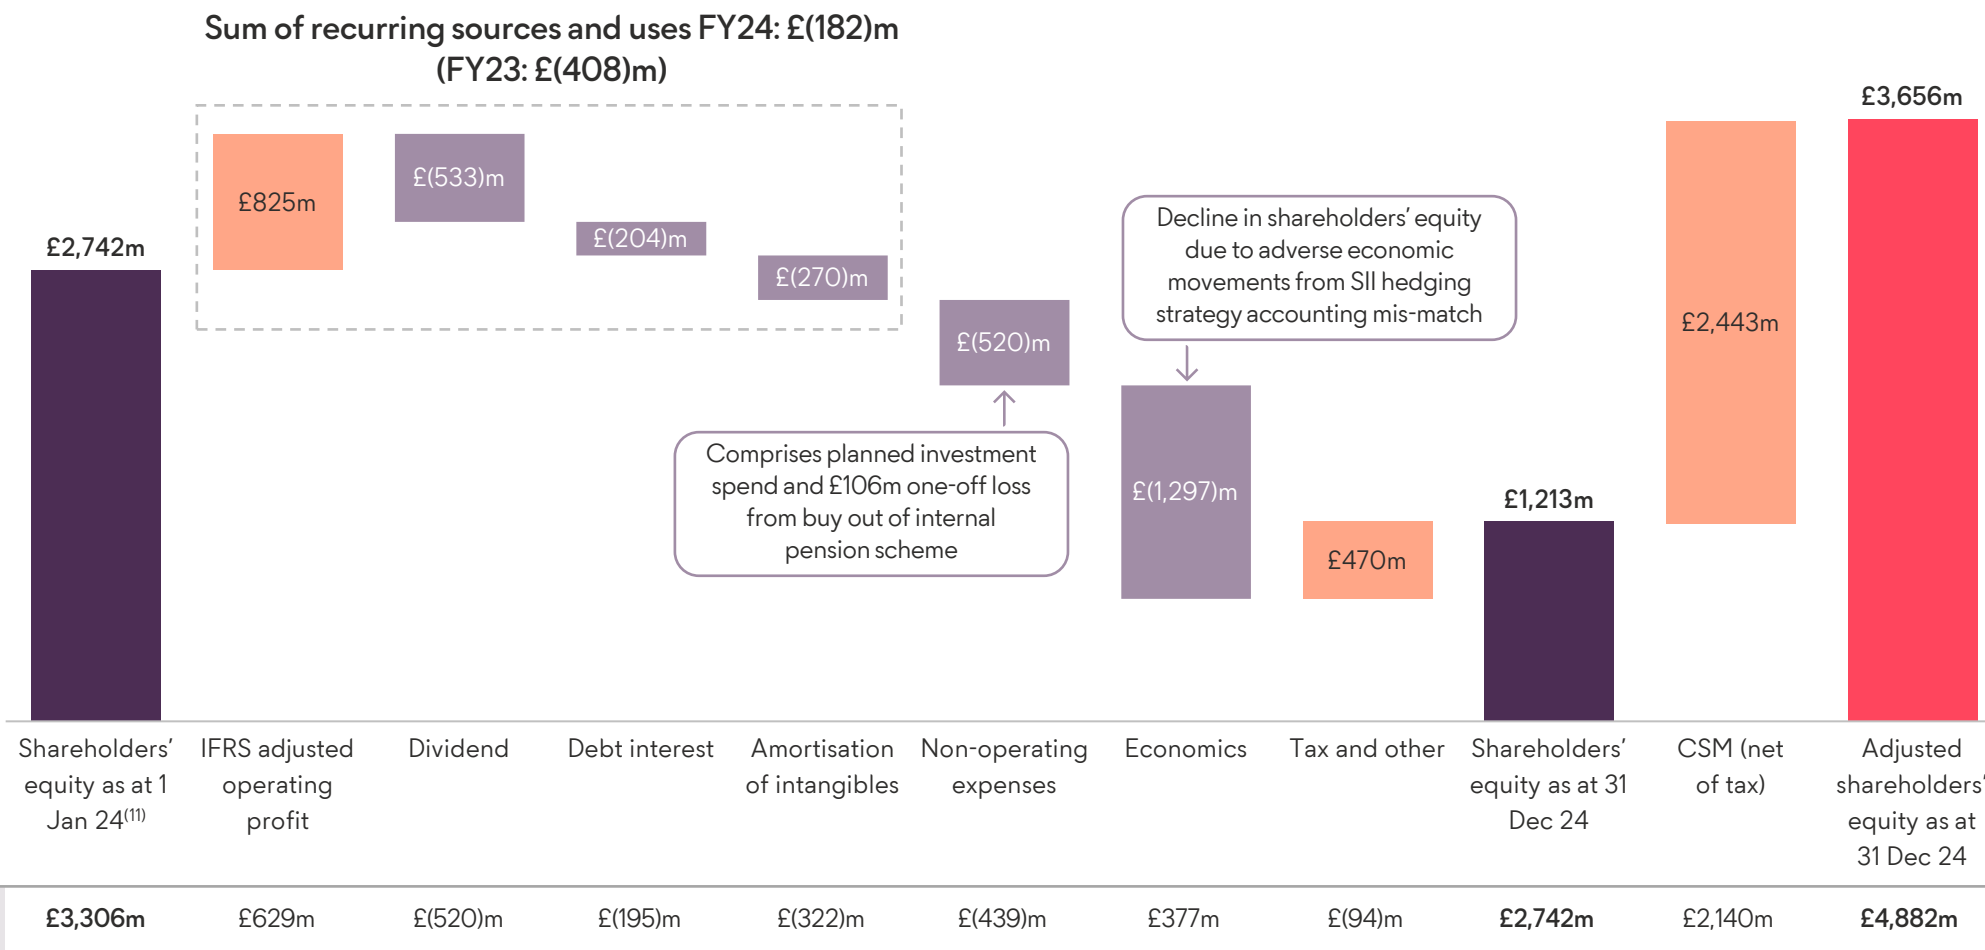 Sum of recurring sources and uses FY24: £(182)m
(FY23: £(408)m)
£2,742m
£825m
£(533)m
£(204)m
£(270)m
£(520)m
Comprises planned investment
spend and £106m one-off loss
from buy out of internal
pension scheme
Decline in shareholders' equity
due to adverse economic
movements from SII hedging
strategy accounting mis-match
£(1,297)m
£470m
£1,213m
£2,443m
£3,656m
Shareholders'
equity as at 1
Jan 24(11)
IFRS adjusted
operating
profit
Dividend
Debt interest
Amortisation
of intangibles
Non-operating
expenses
Economics
Tax and other
Shareholders'
equity as at 31
Dec 24
CSM (net
of tax)
Adjusted
shareholders'
equity as at
31 Dec 24
£3,306m £629m £(520)m £(195)m £(322)m £(439)m £377m £(94)m £2,742m £2,140m £4,882m